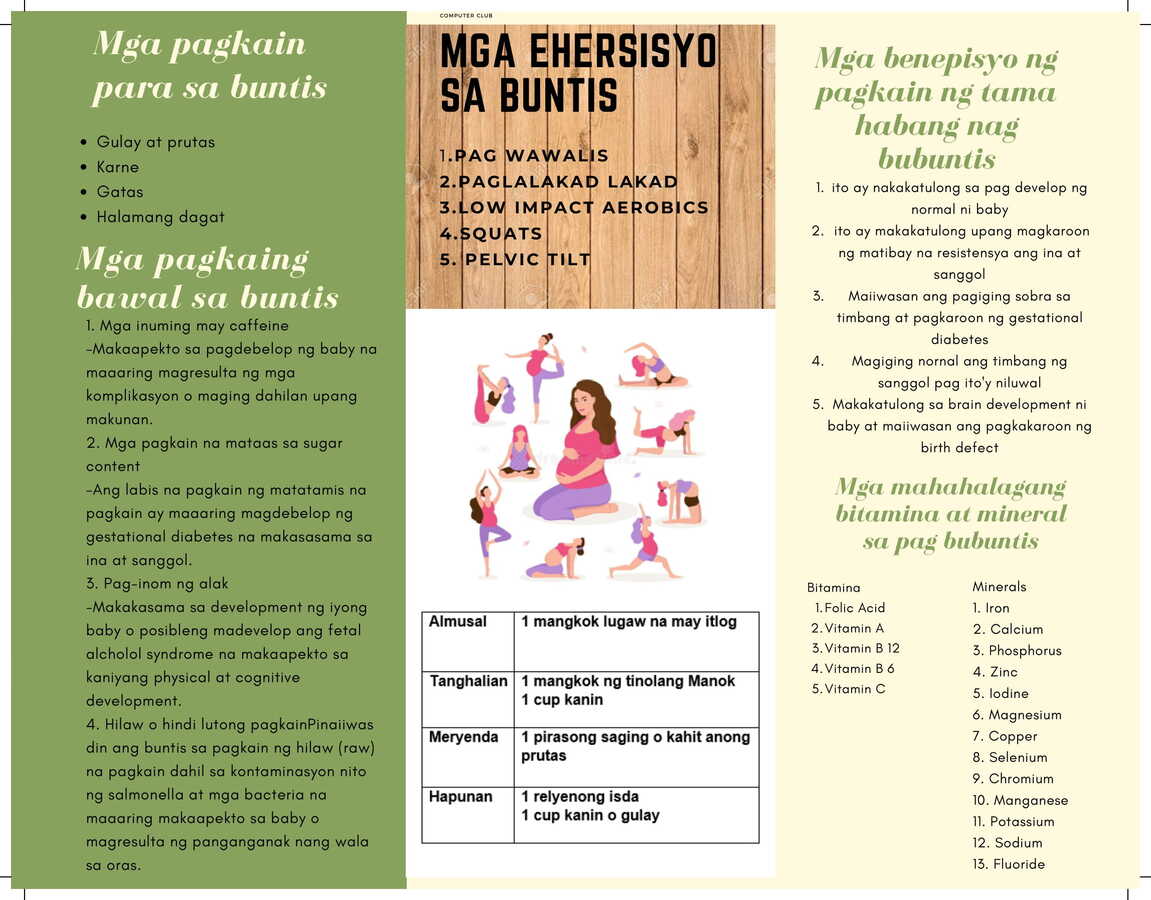 Mga pagkain
para sa buntis
Gulay at prutas
Karne
Gatas
Halamang dagat
Mga pagkaing
bawal sa buntis
1. Mga inuming may caffeine
-Makaapekto sa pagdebelop ng baby na
maaaring magresulta ng mga
komplikasyon o maging dahilan upang
makunan.
2. Mga pagkain na mataas sa sugar
content
-Ang labis na pagkain ng matatamis na
pagkain ay maaaring magdebelop ng
gestational diabetes na makasasama sa
ina at sanggol.
3. Pag-inom ng alak
-Makakasama sa development ng iyong
baby o posibleng madevelop ang fetal
alcholol syndrome na makaapekto sa
kaniyang physical at cognitive
development.
4. Hilaw o hindi lutong pagkainPinaiiwas
din ang buntis sa pagkain ng hilaw (raw)
na pagkain dahil sa kontaminasyon nito
ng salmonella at mga bacteria na
maaaring makaapekto sa baby o
magresulta ng panganganak nang wala
sa oras.
COMPUTER CLUB
MGA EHERSISYO
SA BUNTIS
1.PAG WAWALIS
2.PAGLALAKAD LAKAD
3.LOW IMPACT AEROBICS
4.SQUATS
5. PELVIC TILT
Almusal 1 mangkok lugaw na may itlog
Tanghalian 1 mangkok ng tinolang Manok
1 cup kanin
Meryenda 1 pirasong saging o kahit anong
prutas
Hapunan 1 relyenong isda
1 cup kanin o gulay
Mga benepisyo ng
pagkain ng tama
habang nag
bubuntis
1. ito ay nakakatulong sa pag develop ng
normal ni baby
2. ito ay makakatulong upang magkaroon
ng matibay na resistensya ang ina at
sanggol
3. Maiiwasan ang pagiging sobra sa
timbang at pagkaroon ng gestational
diabetes
4. Magiging nornal ang timbang ng
sanggol pag ito'y niluwal
5. Makakatulong sa brain development ni
baby at maiiwasan ang pagkakaroon ng
birth defect
Mga mahahalagang
bitamina at mineral
sa pag bubuntis
Bitamina
1. Folic Acid
2. Vitamin A
3. Vitamin B 12
4. Vitamin B 6
5. Vitamin C
Minerals
1. Iron
2. Calcium
3. Phosphorus
4. Zinc
5. Iodine
6. Magnesium
7. Copper
8. Selenium
9. Chromium
10. Manganese
11. Potassium
12. Sodium
13. Fluoride